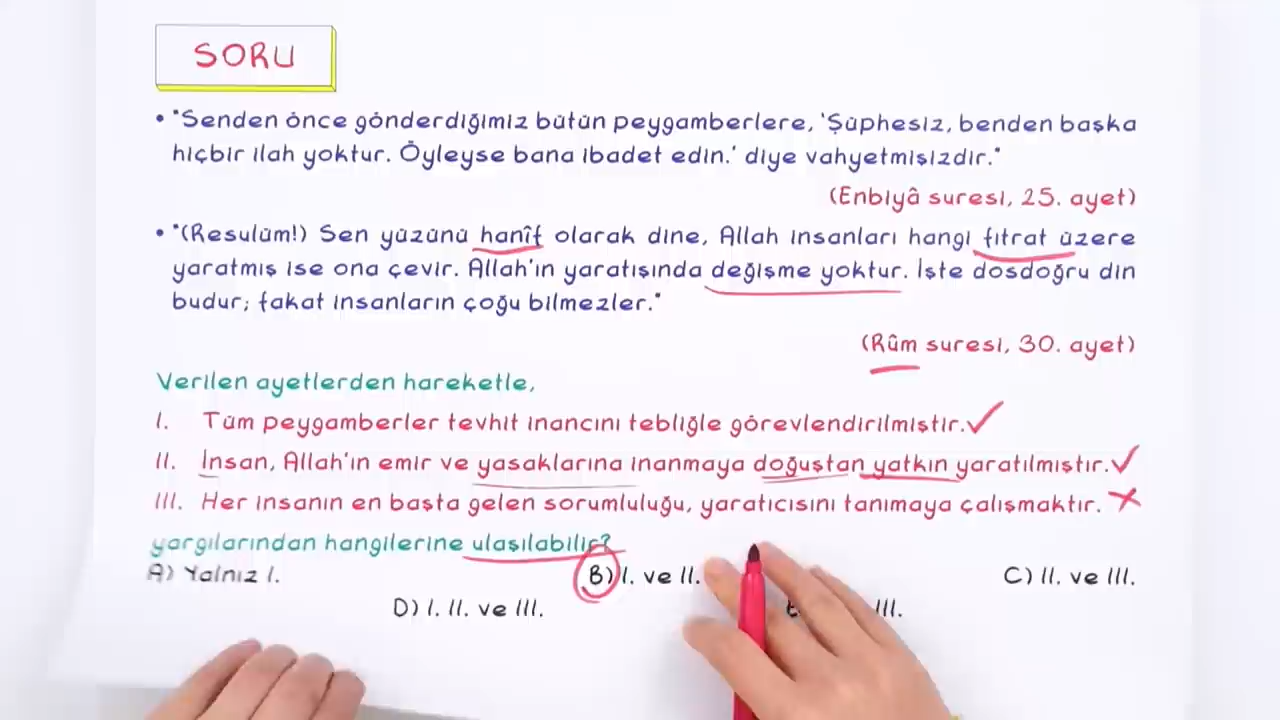 SORU
• "Senden önce gönderdiğimiz bütün peygamberlere, 'Şüphesiz, benden başka
hiçbir ilah yoktur. Öyleyse bana ibadet edin.' diye vahyetmişizdir."
(Enbiyâ suresi, 25. ayet)
• "(Resulüm!) Sen yüzünü hanîf olarak dine, Allah insanları hangi fıtrat üzere
yaratmış ise ona çevir. Allah'ın yaratışında değişme yoktur. İşte dosdoğru din
budur; fakat insanların çoğu bilmezler."
(Rûm suresi, 30. ayet)
Verilen ayetlerden hareketle,
I. Tüm peygamberler tevhit inancını tebliğle görevlendirilmiştir.
II. İnsan, Allah'ın emir ve yasaklarına inanmaya doğuştan yatkın yaratılmıştır.
III. Her insanın en başta gelen sorumluluğu, yaratıcısını tanımaya çalışmaktır.
yargılarından hangilerine ulaşılabilir?
A) Yalnız I. B) I. ve II. C) II. ve III.
D) I. II. ve III. III.